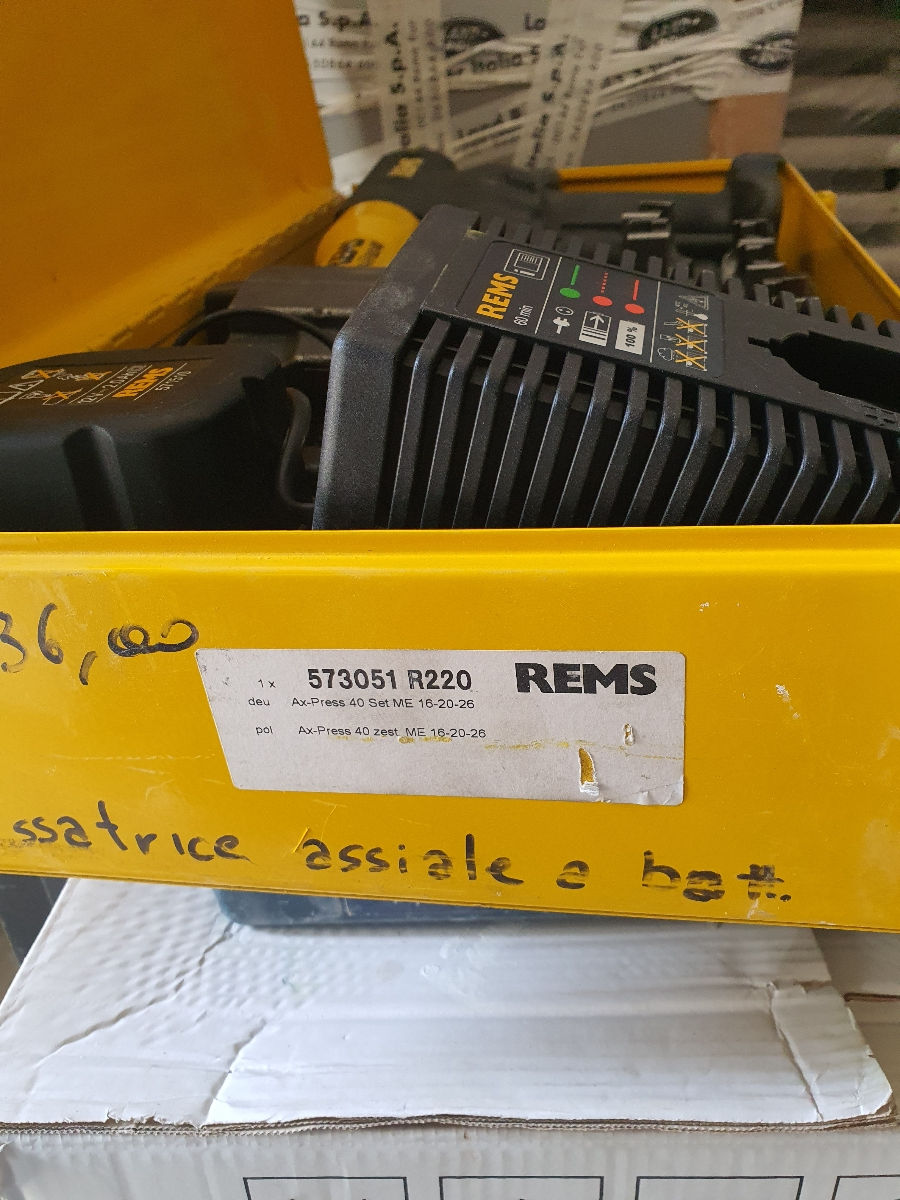 a S.p.A.
Italia S.p.A.
REMS
60 min
100 %
REMS
36,00
1 x 573051 R220 REMS
deu Ax-Press 40 Set ME 16-20-26
pol Ax-Press 40 zest. ME 16-20-26
ssatrice assiale a batt.